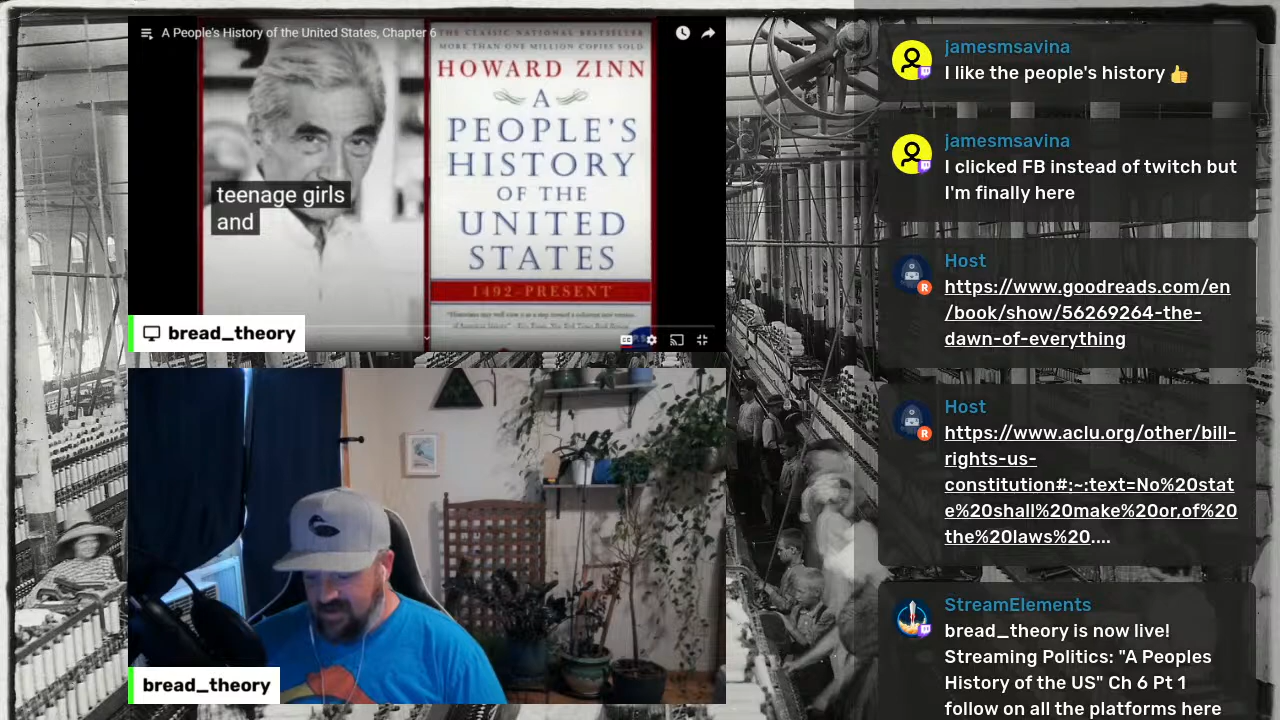 A People's History of the United States, Chapter 6
THE CLASSIC NATIONAL BESTSELLER
MORE THAN ONE MILLION COPIES SOLD
HOWARD ZINN
A
PEOPLE'S
HISTORY
OF THE
UNITED
STATES
1492–PRESENT
teenage girls
and
bread_theory
CC
bread_theory
jamesmsavina
I like the people's history 👍
jamesmsavina
I clicked FB instead of twitch but
I'm finally here
Host
https://www.goodreads.com/en
/book/show/56269264-the-
dawn-of-everything
Host
https://www.aclu.org/other/bill-
rights-us-
constitution#:~:text=No%20stat
e%20shall%20make%20or,of%20
the%20laws%20....
StreamElements
bread_theory is now live!
Streaming Politics: "A Peoples
History of the US" Ch 6 Pt 1
follow on all the platforms here